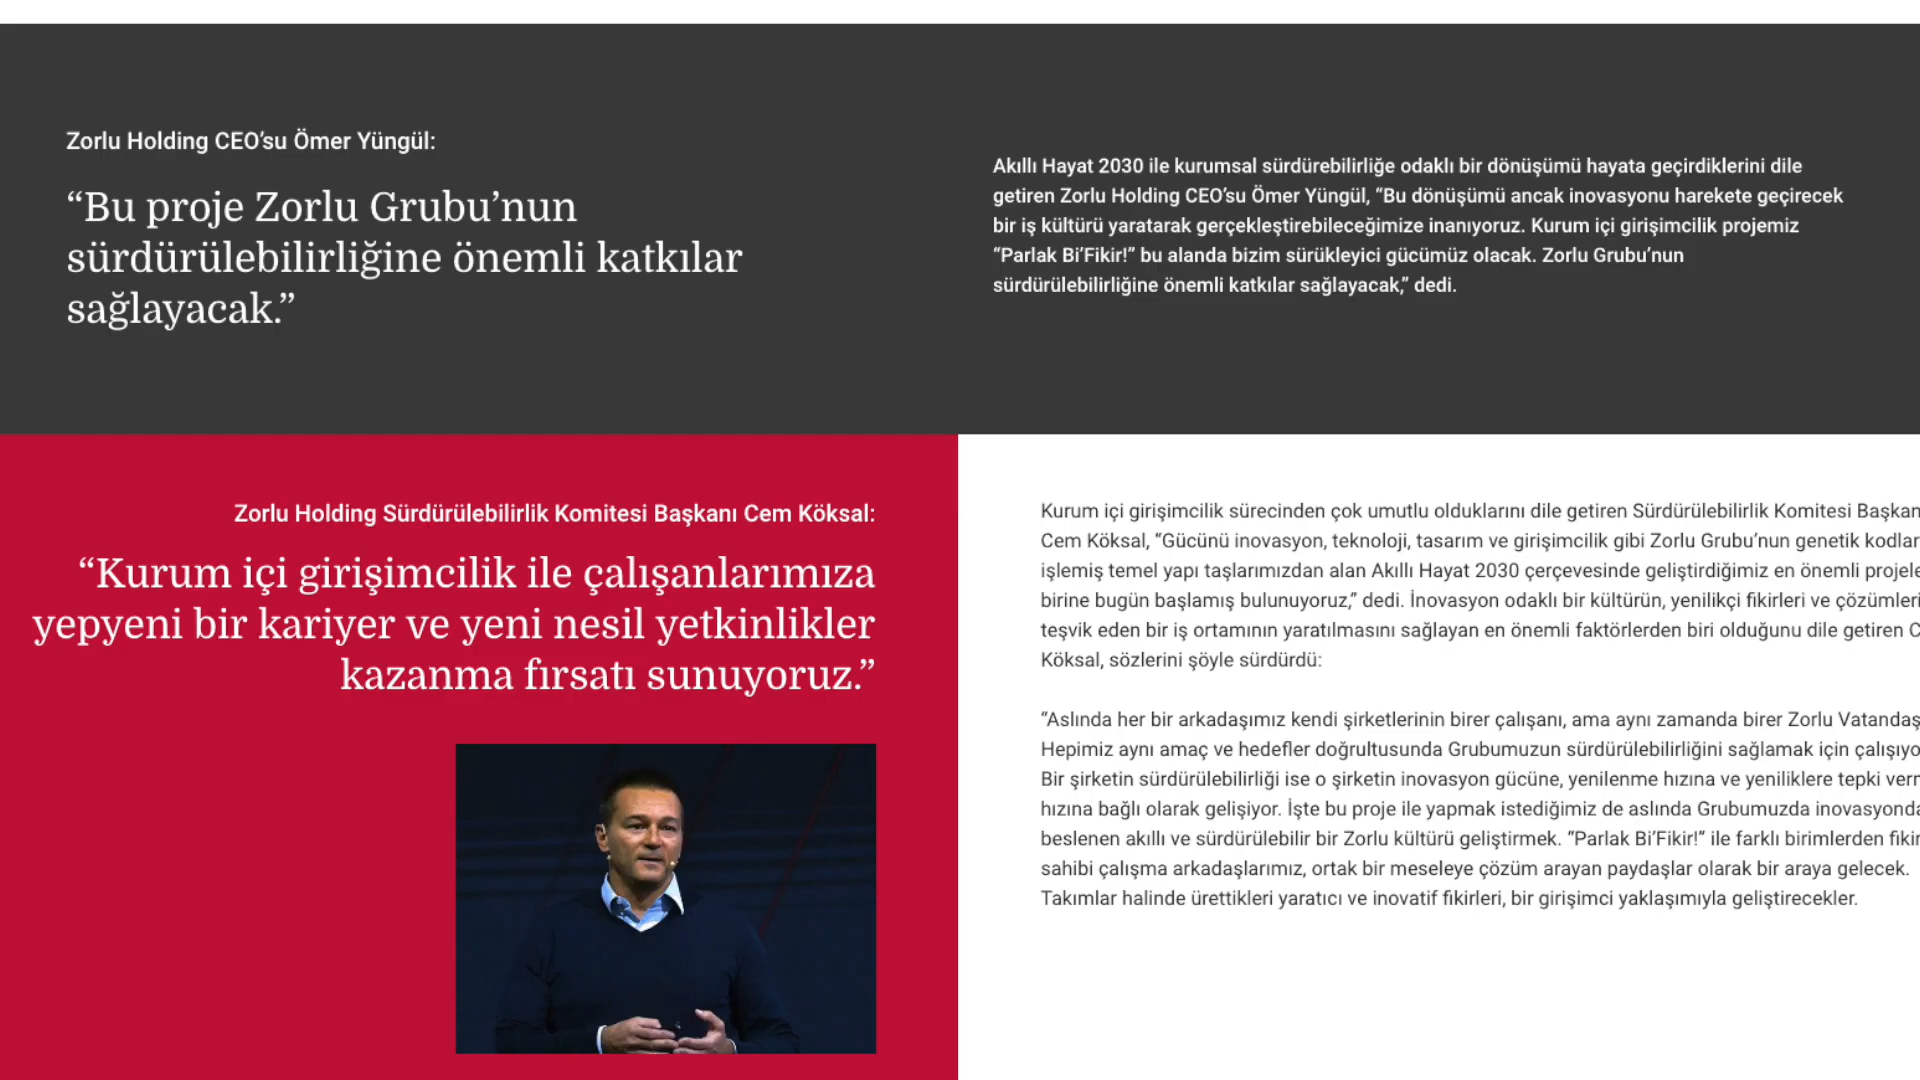 Zorlu Holding CEO’su Ömer Yüngül:
“Bu proje Zorlu Grubu’nun
sürdürülebilirliğine önemli katkılar
sağlayacak.”
Akıllı Hayat 2030 ile kurumsal sürdürebilirliğe odaklı bir dönüşümü hayata geçirdiklerini dile
getiren Zorlu Holding CEO’su Ömer Yüngül, “Bu dönüşümü ancak inovasyonu harekete geçirecek
bir iş kültürü yaratarak gerçekleştirebileceğimize inanıyoruz. Kurum içi girişimcilik projemiz
“Parlak Bi’Fikir!” bu alanda bizim sürükleyici gücümüz olacak. Zorlu Grubu’nun
sürdürülebilirliğine önemli katkılar sağlayacak,” dedi.
Zorlu Holding Sürdürülebilirlik Komitesi Başkanı Cem Köksal:
“Kurum içi girişimcilik ile çalışanlarımıza
yepyeni bir kariyer ve yeni nesil yetkinlikler
kazanma fırsatı sunuyoruz.”
Kurum içi girişimcilik sürecinden çok umutlu olduklarını dile getiren Sürdürülebilirlik Komitesi Başkan
Cem Köksal, “Gücünü inovasyon, teknoloji, tasarım ve girişimcilik gibi Zorlu Grubu’nun genetik kodlar
işlemiş temel yapı taşlarımızdan alan Akıllı Hayat 2030 çerçevesinde geliştirdiğimiz en önemli projele
birine bugün başlamış bulunuyoruz,” dedi. İnovasyon odaklı bir kültürün, yenilikçi fikirleri ve çözümleri
teşvik eden bir iş ortamının yaratılmasını sağlayan en önemli faktörlerden biri olduğunu dile getiren C
Köksal, sözlerini şöyle sürdürdü:
“Aslında her bir arkadaşımız kendi şirketlerinin birer çalışanı, ama aynı zamanda birer Zorlu Vatandaş
Hepimiz aynı amaç ve hedefler doğrultusunda Grubumuzun sürdürülebilirliğini sağlamak için çalışıyo
Bir şirketin sürdürülebilirliği ise o şirketin inovasyon gücüne, yenilenme hızına ve yeniliklere tepki verm
hızına bağlı olarak gelişiyor. İşte bu proje ile yapmak istediğimiz de aslında Grubumuzda inovasyonda
beslenen akıllı ve sürdürülebilir bir Zorlu kültürü geliştirmek. “Parlak Bi’Fikir!” ile farklı birimlerden fikir
sahibi çalışma arkadaşlarımız, ortak bir meseleye çözüm arayan paydaşlar olarak bir araya gelecek.
Takımlar halinde ürettikleri yaratıcı ve inovatif fikirleri, bir girişimci yaklaşımıyla geliştirecekler.